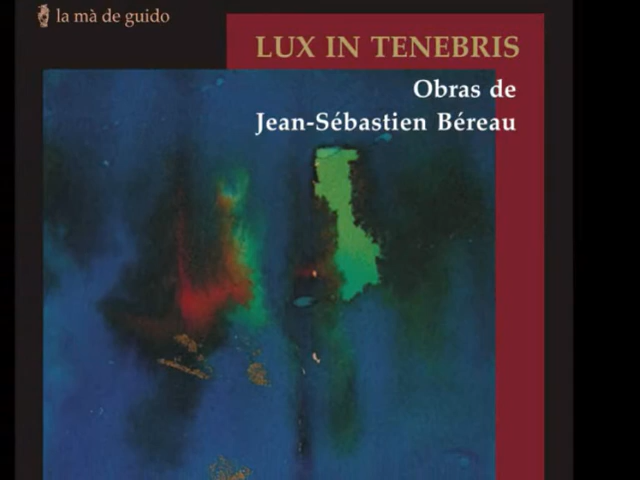 la mà de guido
LUX IN TENEBRIS
Obras de
Jean-Sébastien Béreau